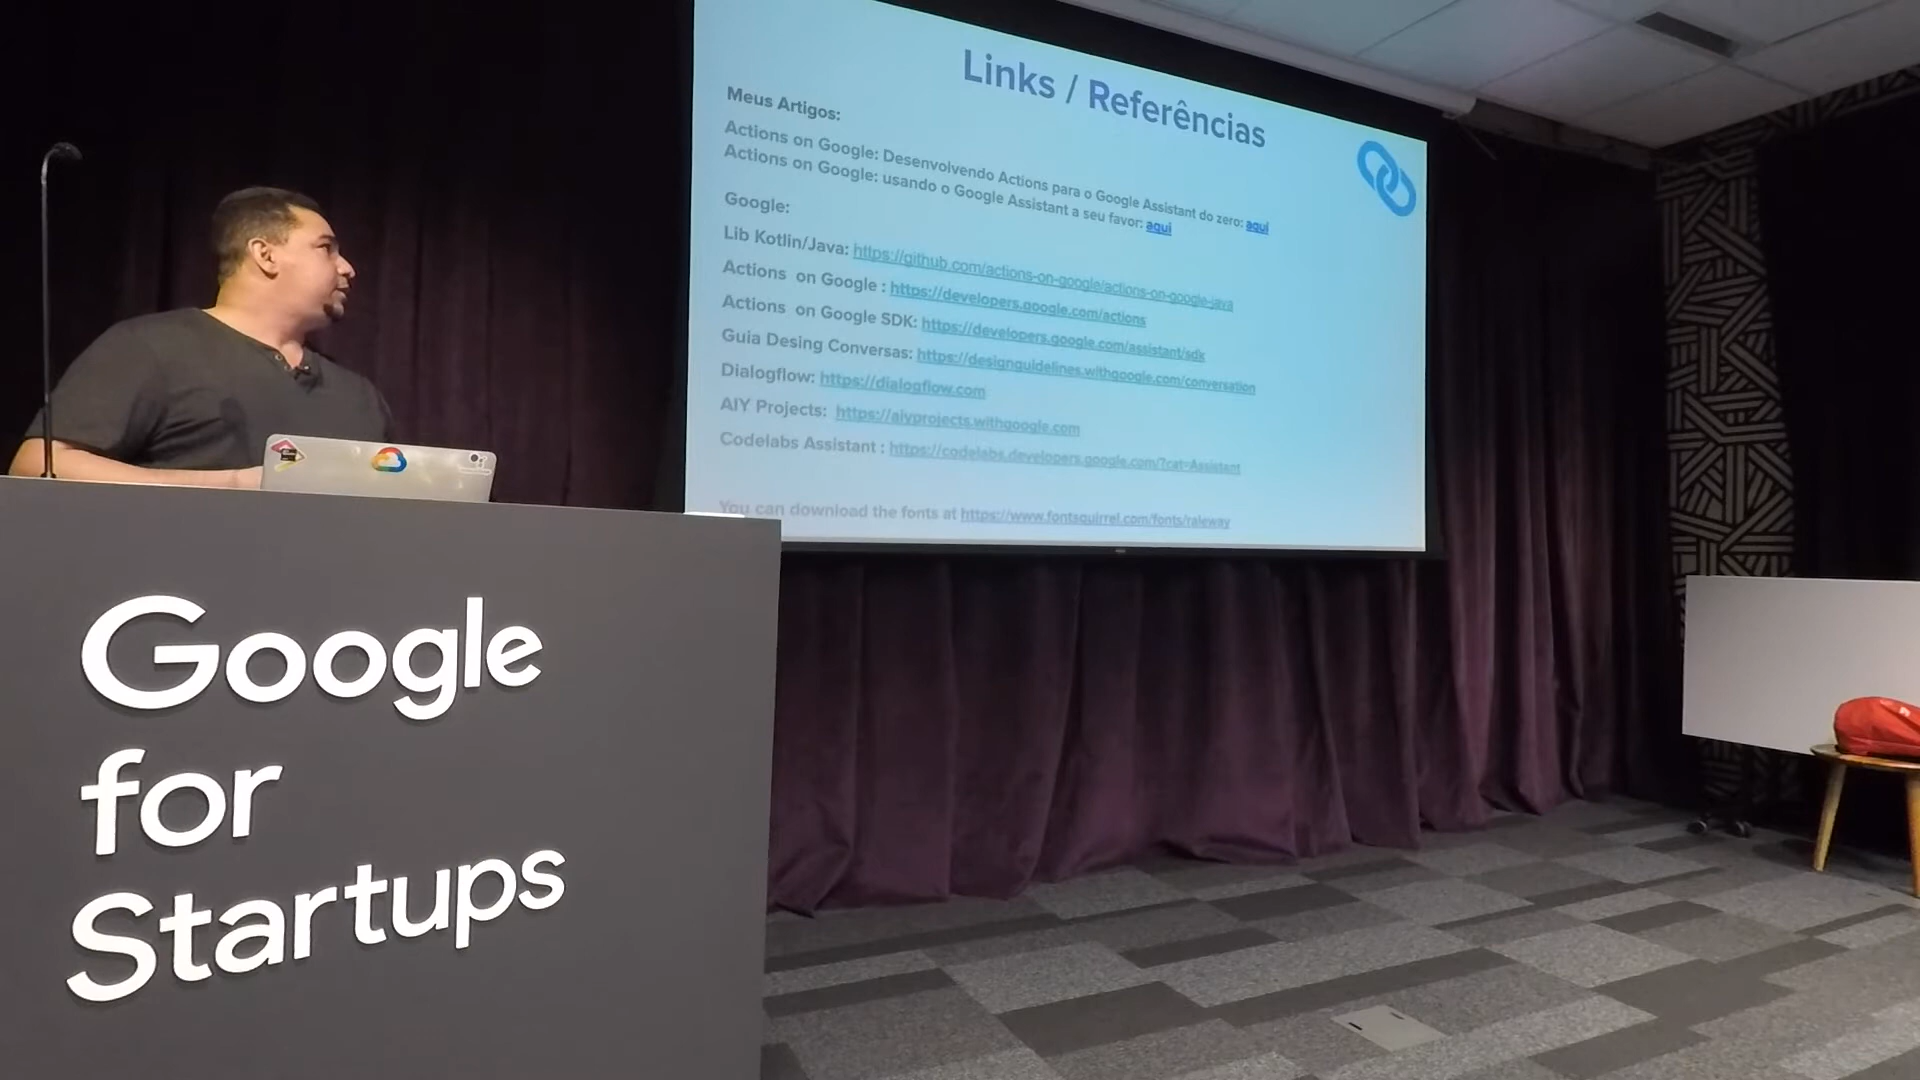 Links / Referências
Meus Artigos:
Actions on Google: Desenvolvendo Actions para o Google Assistant do zero: aqui
Actions on Google: usando o Google Assistant a seu favor: aqui
Google:
Lib Kotlin/Java: https://github.com/actions-on-google/actions-on-google-java
Actions on Google : https://developers.google.com/actions
Actions on Google SDK: https://developers.google.com/assistant/sdk
Guia Desing Conversas: https://designguidelines.withgoogle.com/conversation
Dialogflow: https://dialogflow.com
AIY Projects: https://aiyprojects.withgoogle.com
Codelabs Assistant : https://codelabs.developers.google.com/?cat=Assistant
You can download the fonts at https://www.fontsquirrel.com/fonts/raleway
Google
for
Startups